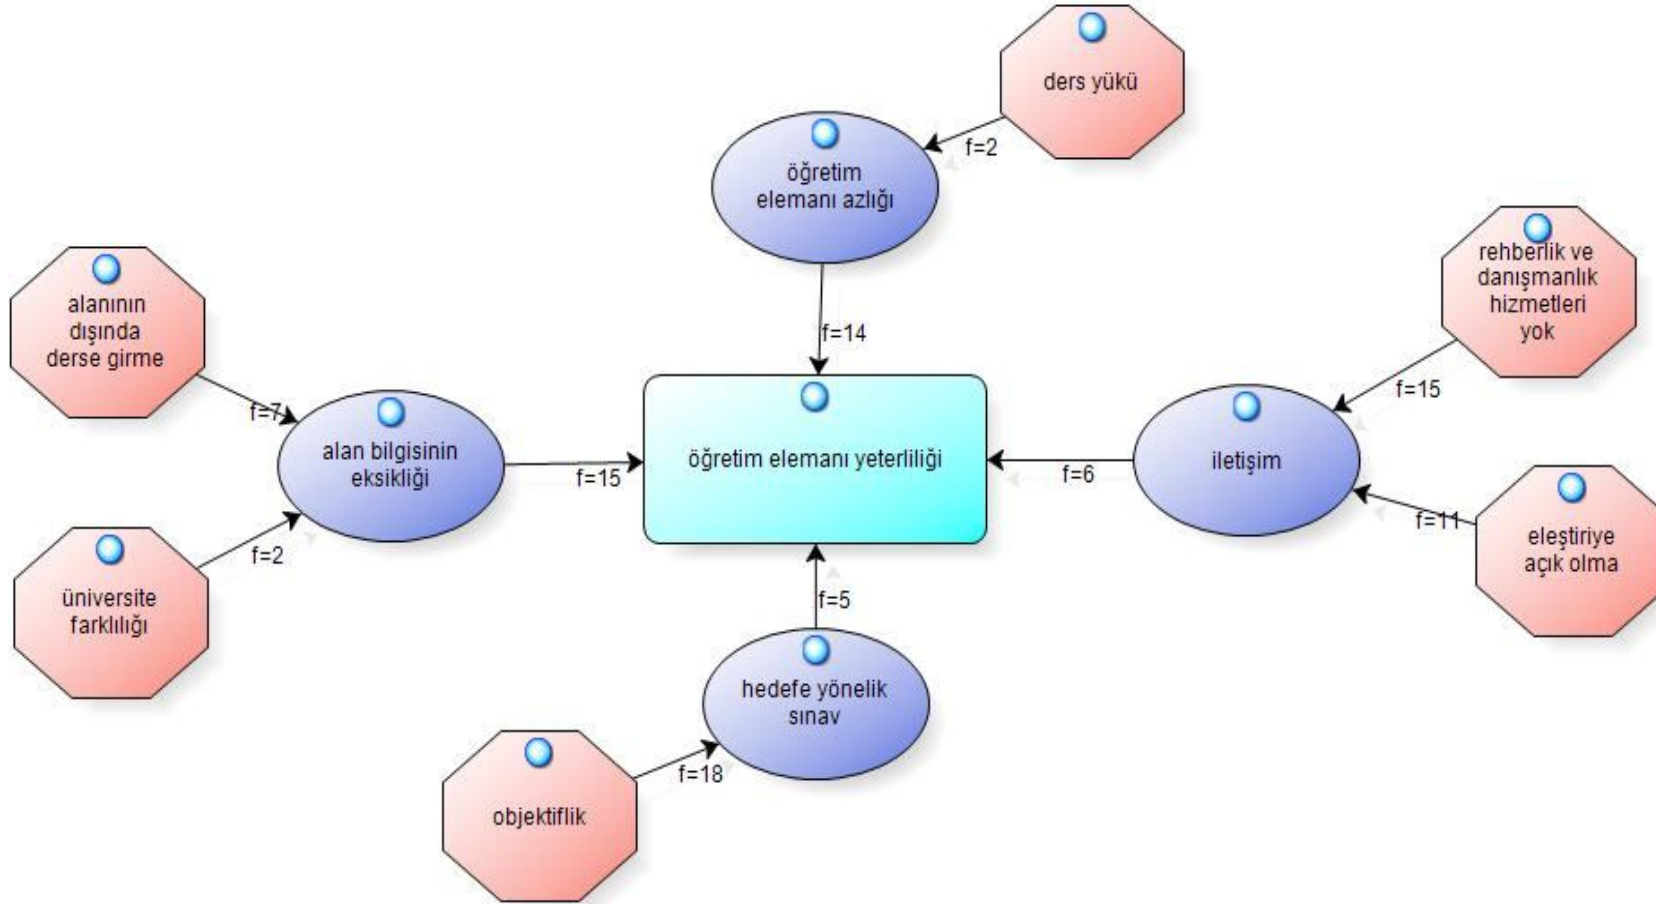 ders yükü
f=2
öğretim
elemanı azlığı
f=14
rehberlik ve
danışmanlık
hizmetleri
yok
f=15
alanının
dışında
derse girme
f=7
alan bilgisinin
eksikliği
f=15
öğretim elemanı yeterliliği
f=6
iletişim
f=11
eleştiriye
açık olma
üniversite
farklılığı
f=2
f=5
hedefe yönelik
sınav
f=18
objektiflik